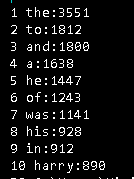 1 the:3551
2 to:1812
3 and:1800
4 a:1638
5 he:1447
6 of:1243
7 was:1141
8 his:928
9 in:912
10 harry:890